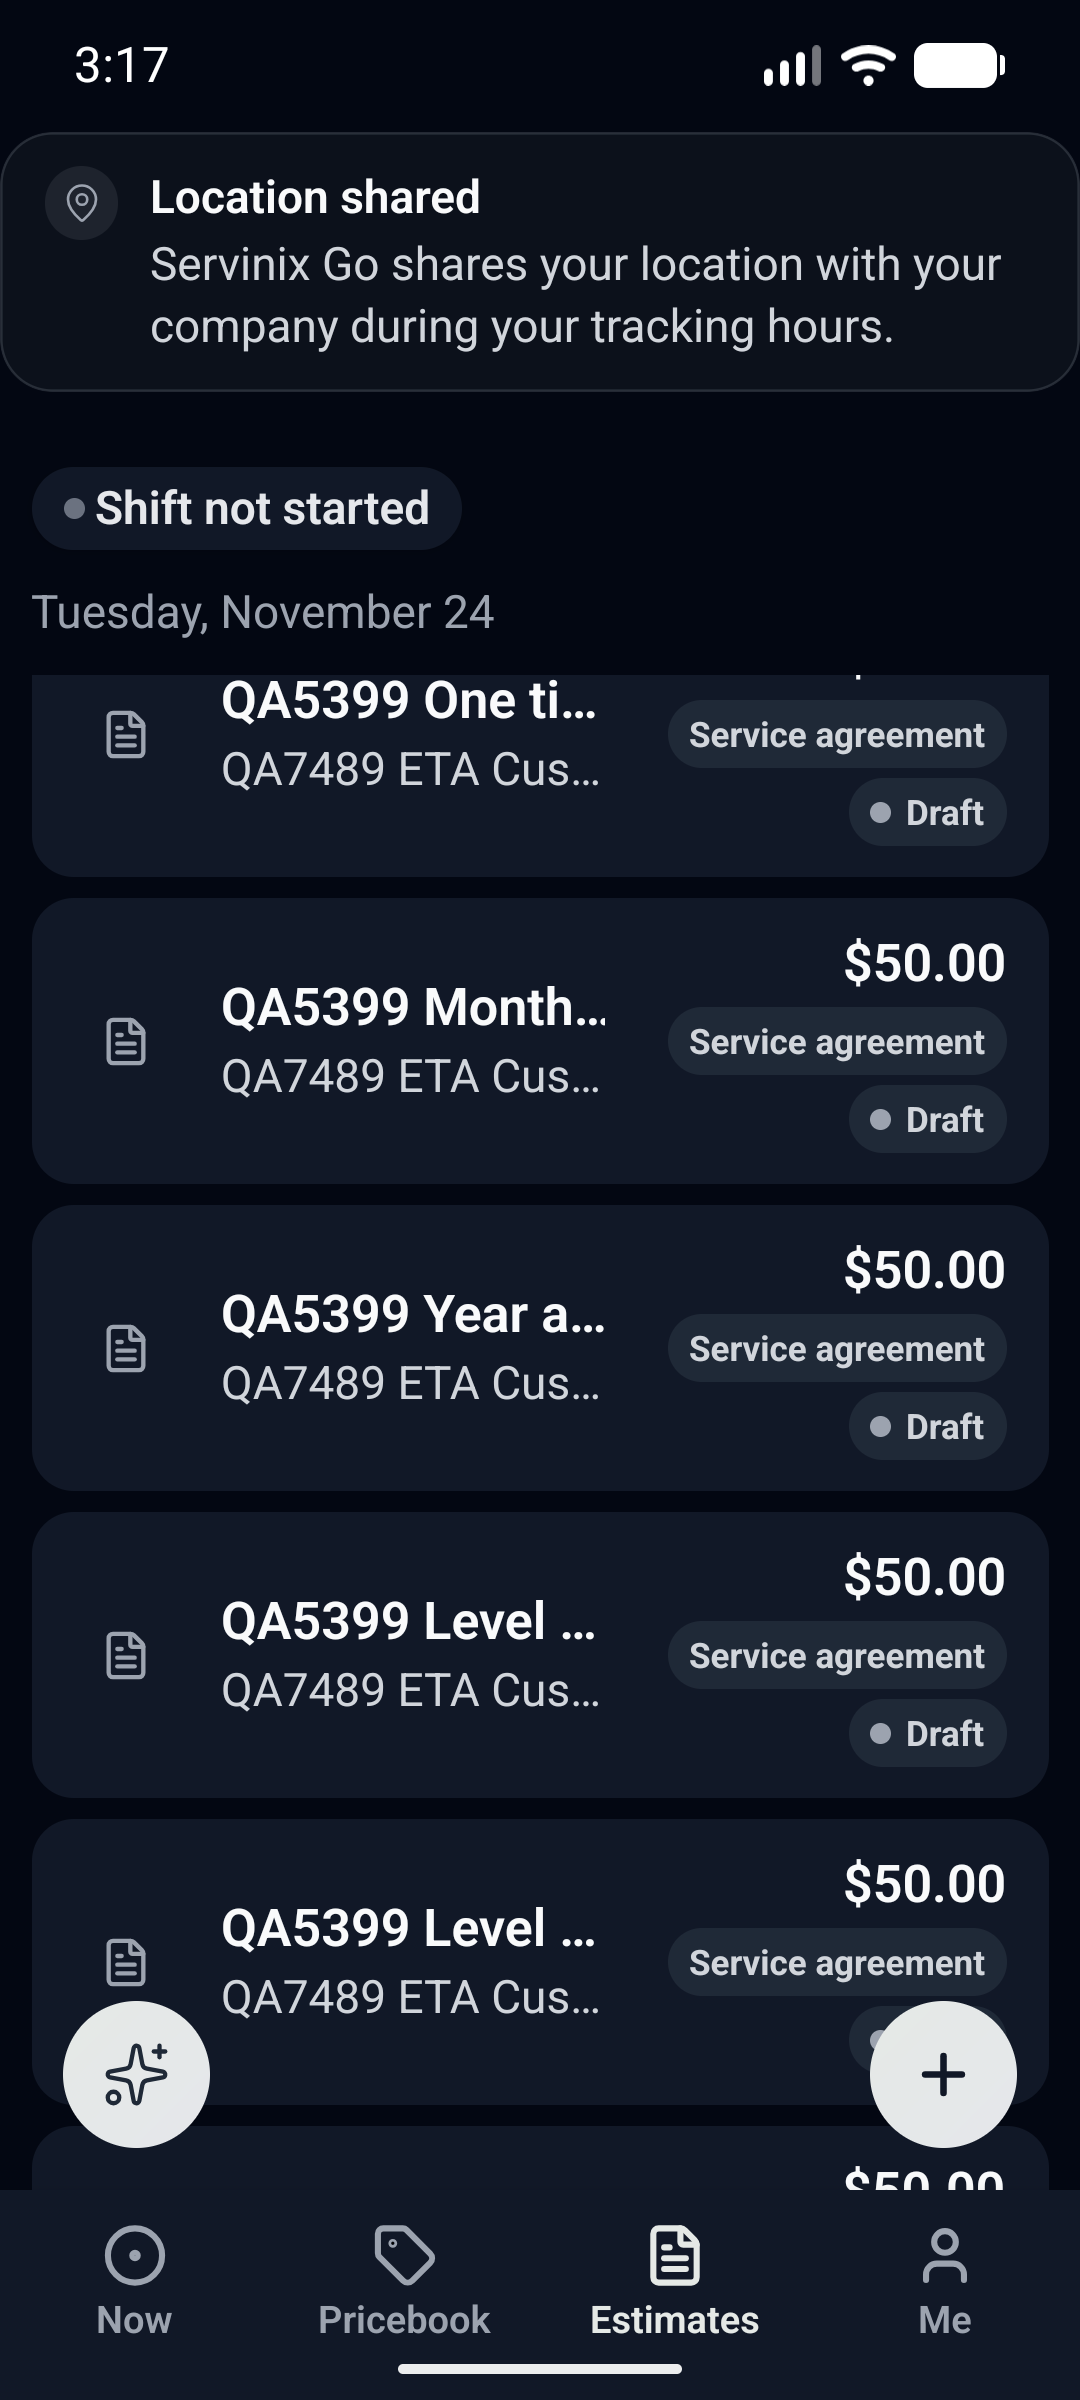 3:17
Location shared
Servinix Go shares your location with your
company during your tracking hours.
Shift not started
Tuesday, November 24
QA5399 One ti...
QA7489 ETA Cus...
Service agreement
Draft
$50.00
QA5399 Month...
QA7489 ETA Cus...
Service agreement
Draft
$50.00
QA5399 Year a...
QA7489 ETA Cus...
Service agreement
Draft
$50.00
QA5399 Level ...
QA7489 ETA Cus...
Service agreement
Draft
$50.00
QA5399 Level ...
QA7489 ETA Cus...
Service agreement
$50.00
Now
Pricebook
Estimates
Me